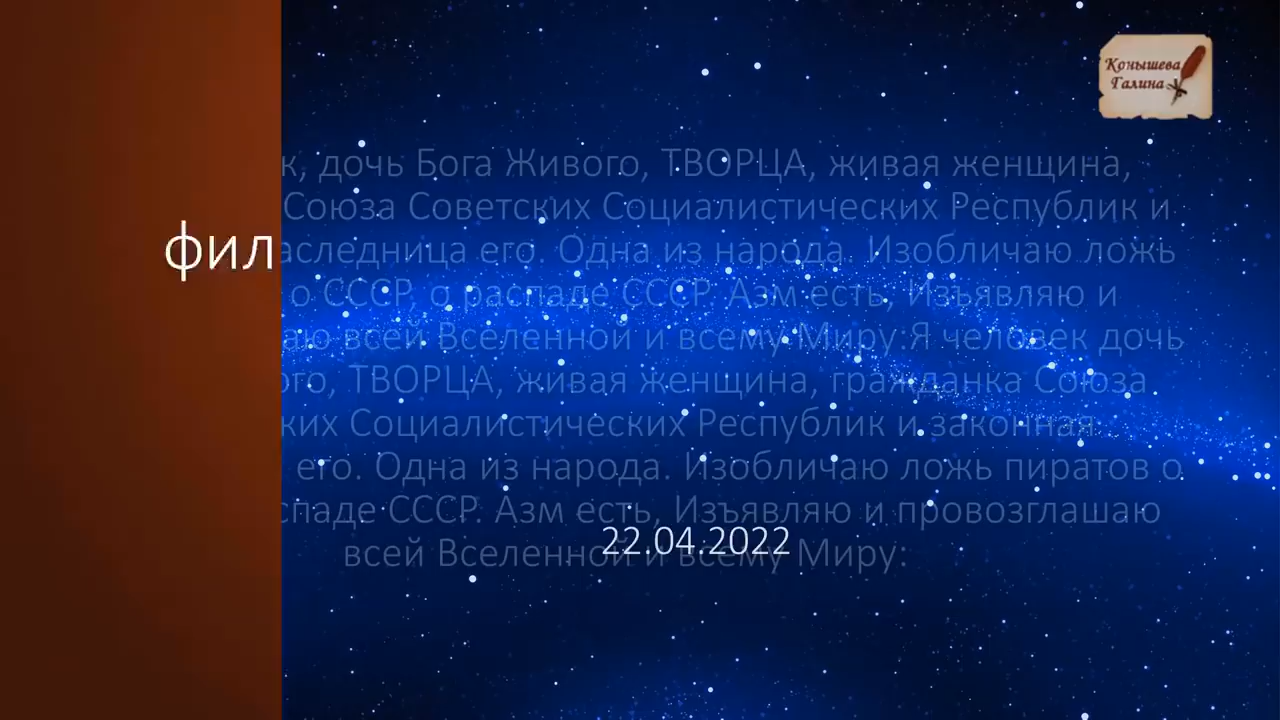 Конышева
Галина
к, дочь Бога Живого, ТВОРЦА, живая женщина,
Союза Советских Социалистических Республик и
фил
аследница его. Одна из народа. Изобличаю ложь
о СССР, о распаде СССР. Азм есть, Изъявляю и
аю всей Вселенной и всему Миру:Я человек дочь
ого, ТВОРЦА, живая женщина, гражданка Союза
ких Социалистических Республик и законная
его. Одна из народа. Изобличаю ложь пиратов о
спаде СССР. Азм есть, Изъявляю и провозглашаю
22.04.2022
всей Вселенной и всему Миру: